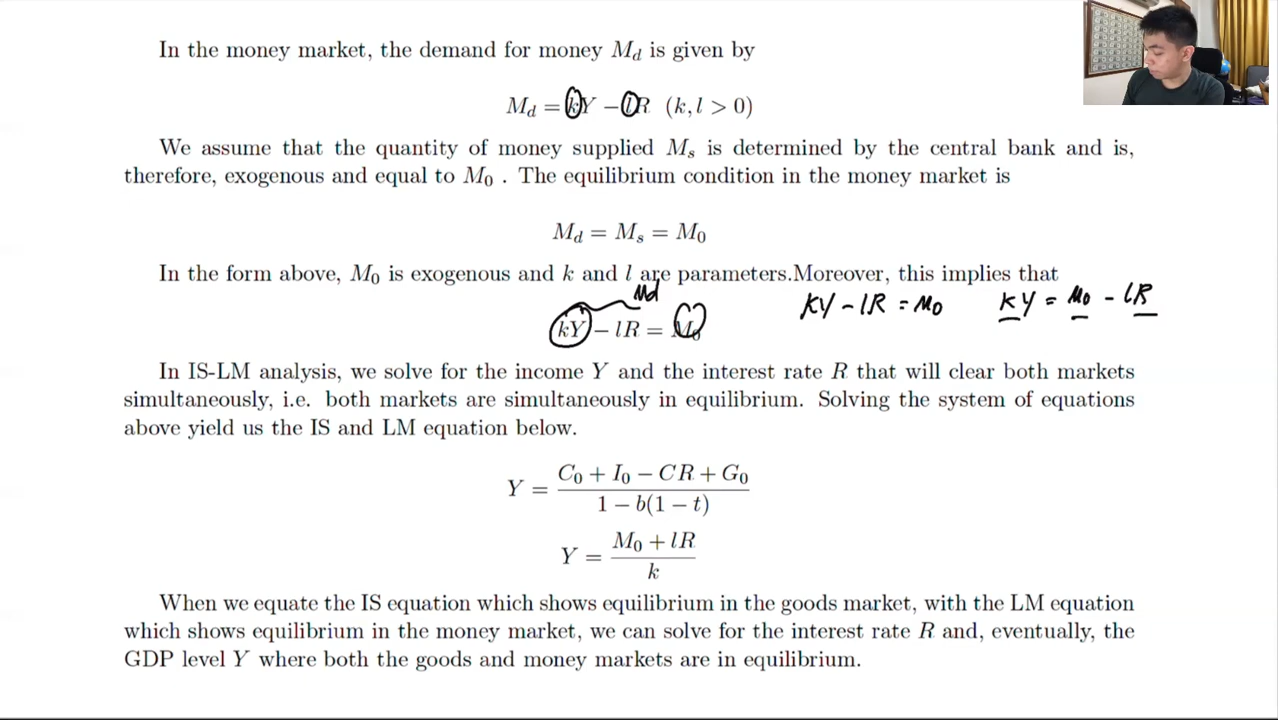 In the money market, the demand for money M_d is given by
M_d = kY − lR (k, l > 0)
We assume that the quantity of money supplied M_s is determined by the central bank and is,
therefore, exogenous and equal to M_0 . The equilibrium condition in the money market is
M_d = M_s = M_0
In the form above, M_0 is exogenous and k and l are parameters.Moreover, this implies that
Md
kY − lR = M_0
KY − lR = M0 KY = M0 − lR
In IS-LM analysis, we solve for the income Y and the interest rate R that will clear both markets
simultaneously, i.e. both markets are simultaneously in equilibrium. Solving the system of equations
above yield us the IS and LM equation below.
Y = (C_0 + I_0 − CR + G_0) / (1 − b(1 − t))
Y = (M_0 + lR) / k
When we equate the IS equation which shows equilibrium in the goods market, with the LM equation
which shows equilibrium in the money market, we can solve for the interest rate R and, eventually, the
GDP level Y where both the goods and money markets are in equilibrium.